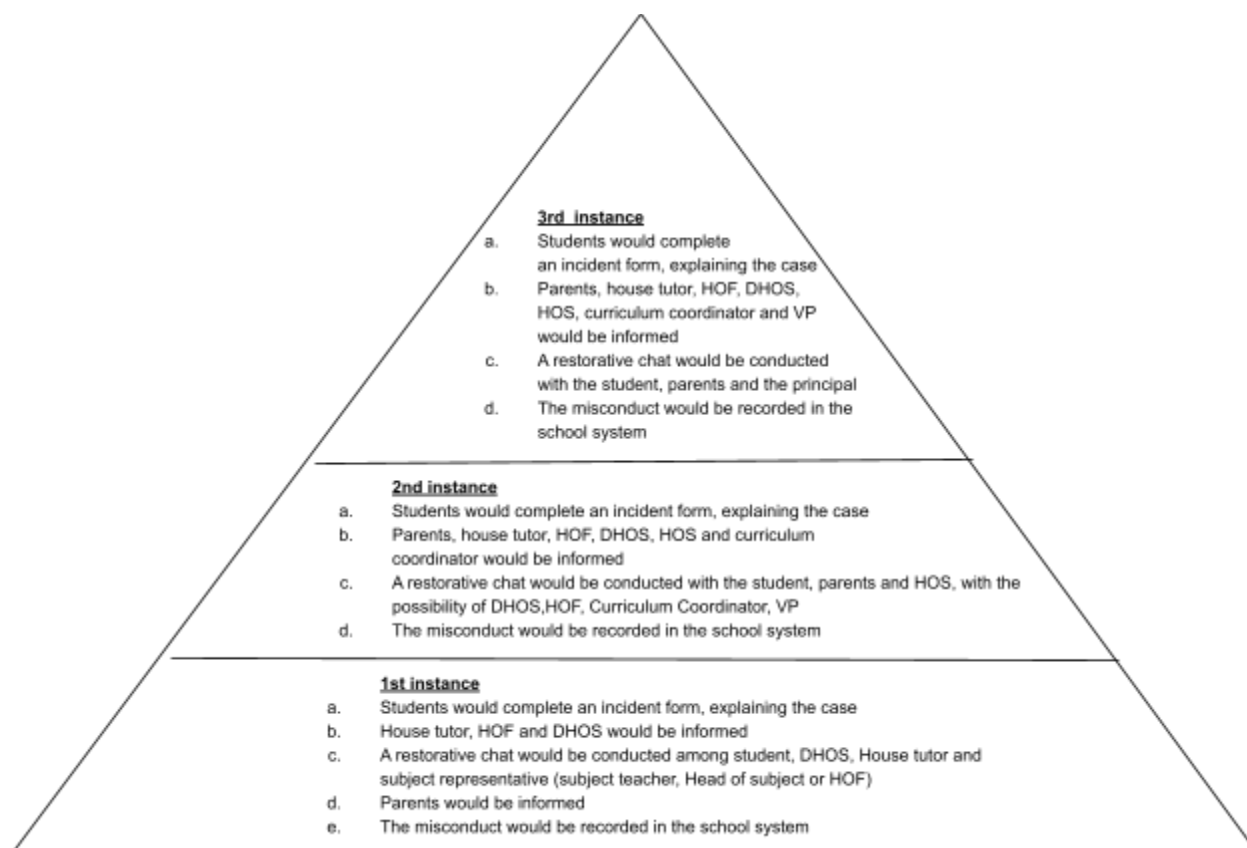 3rd instance
a. Students would complete
an incident form, explaining the case
b. Parents, house tutor, HOF, DHOS,
HOS, curriculum coordinator and VP
would be informed
c. A restorative chat would be conducted
with the student, parents and the principal
d. The misconduct would be recorded in the
school system
2nd instance
a. Students would complete an incident form, explaining the case
b. Parents, house tutor, HOF, DHOS, HOS and curriculum
coordinator would be informed
c. A restorative chat would be conducted with the student, parents and HOS, with the
possibility of DHOS,HOF, Curriculum Coordinator, VP
d. The misconduct would be recorded in the school system
1st instance
a. Students would complete an incident form, explaining the case
b. House tutor, HOF and DHOS would be informed
c. A restorative chat would be conducted among student, DHOS, House tutor and
subject representative (subject teacher, Head of subject or HOF)
d. Parents would be informed
e. The misconduct would be recorded in the school system